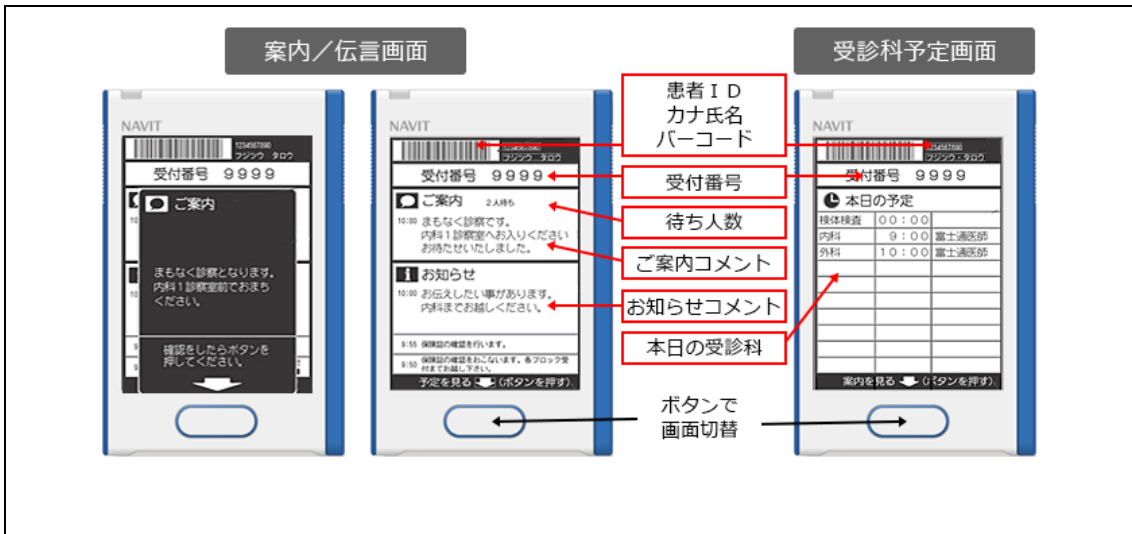 案内／伝言画面
受診科予定画面
NAVIT
1234567890
フジツウ タロウ
受付番号 9999
ご案内
まもなく診察となります。
内科1診察室前でおまち
ください。
確認をしたらボタンを
押してください。
NAVIT
フジツウ タロウ
受付番号 9999
ご案内 2人待ち
10:00 まもなく診察です。
内科1診察室へお入りください
お待たせいたしました。
お知らせ
10:00 お伝えしたい事があります。
内科までお越しください。
9:55 保険証の確認を行います。
9:50 保険証の確認をおこないます。各ブロック受
付までお越し下さい。
予定を見る (ボタンを押す)
患者ＩＤ
カナ氏名
バーコード
受付番号
待ち人数
ご案内コメント
お知らせコメント
本日の受診科
ボタンで
画面切替
NAVIT
1234567890
フジツウ・タロウ
受付番号 9999
本日の予定
検体検査 00:00
内科 9:00 富士通医師
外科 10:00 富士通医師
案内を見る (ボタンを押す)